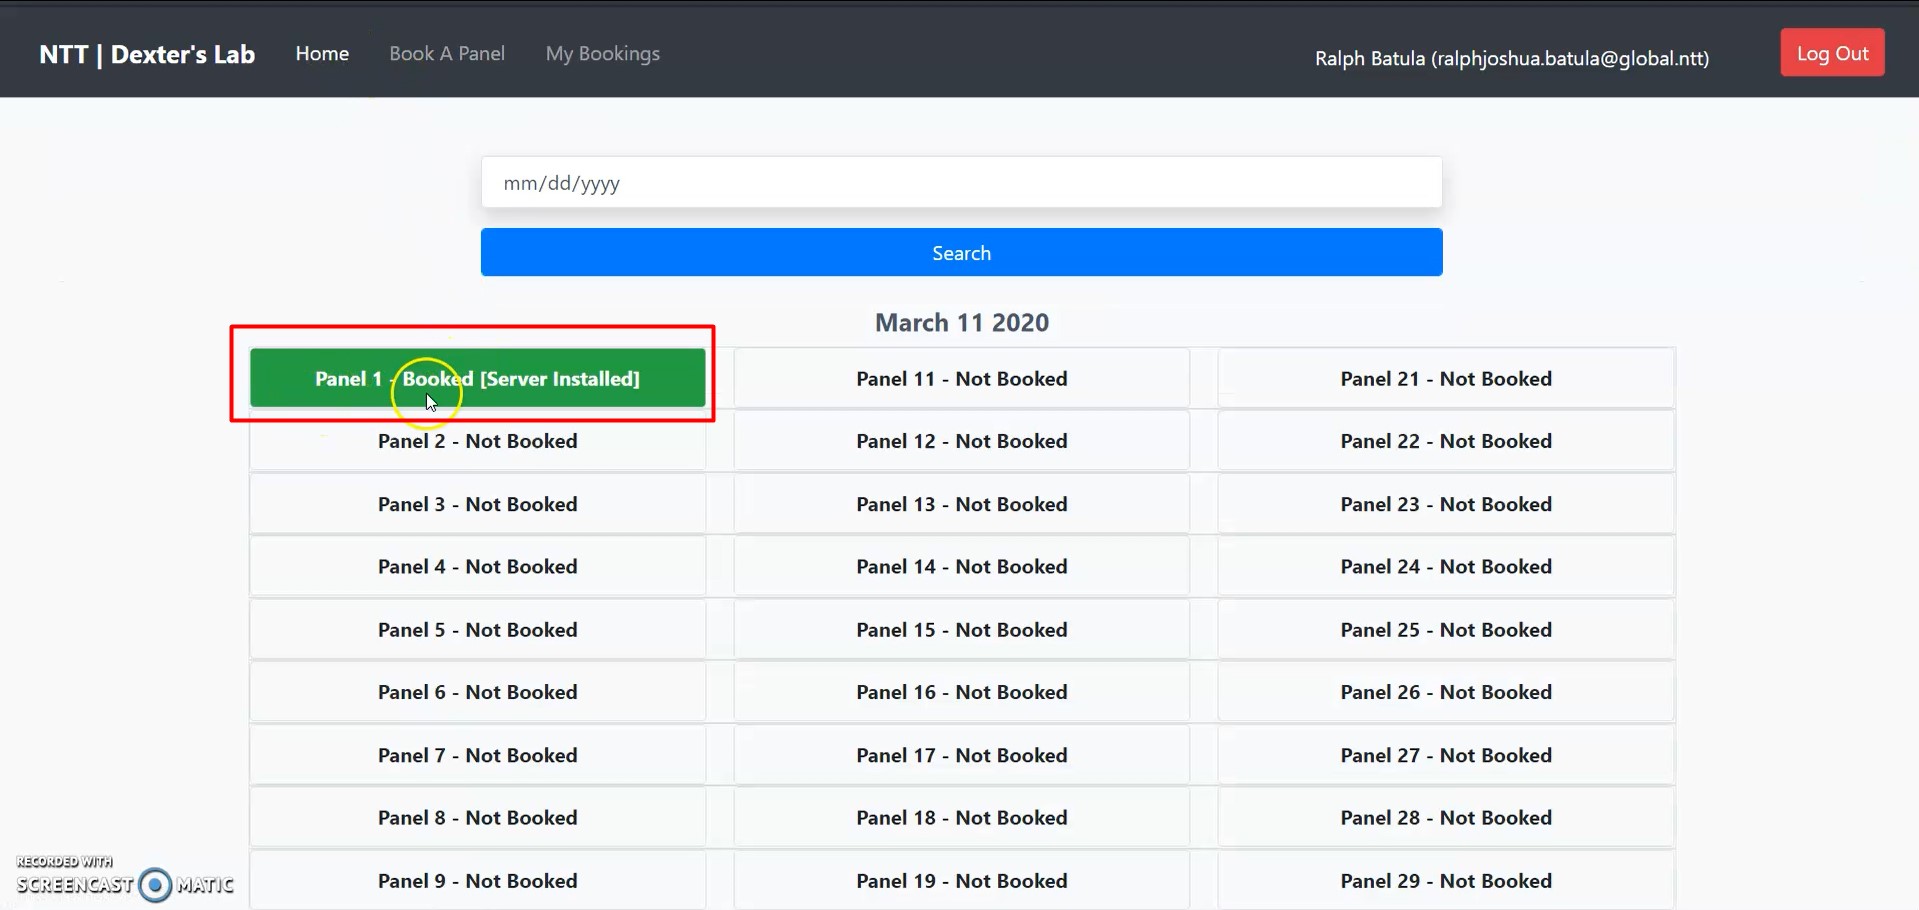 NTT | Dexter's Lab Home Book A Panel My Bookings Ralph Batula (ralphjoshua.batula@global.ntt) Log Out
mm/dd/yyyy
Search
March 11 2020
Panel 1 - Booked [Server Installed] Panel 11 - Not Booked Panel 21 - Not Booked
Panel 2 - Not Booked Panel 12 - Not Booked Panel 22 - Not Booked
Panel 3 - Not Booked Panel 13 - Not Booked Panel 23 - Not Booked
Panel 4 - Not Booked Panel 14 - Not Booked Panel 24 - Not Booked
Panel 5 - Not Booked Panel 15 - Not Booked Panel 25 - Not Booked
Panel 6 - Not Booked Panel 16 - Not Booked Panel 26 - Not Booked
Panel 7 - Not Booked Panel 17 - Not Booked Panel 27 - Not Booked
Panel 8 - Not Booked Panel 18 - Not Booked Panel 28 - Not Booked
Panel 9 - Not Booked Panel 19 - Not Booked Panel 29 - Not Booked
RECORDED WITH
SCREENCAST MATIC